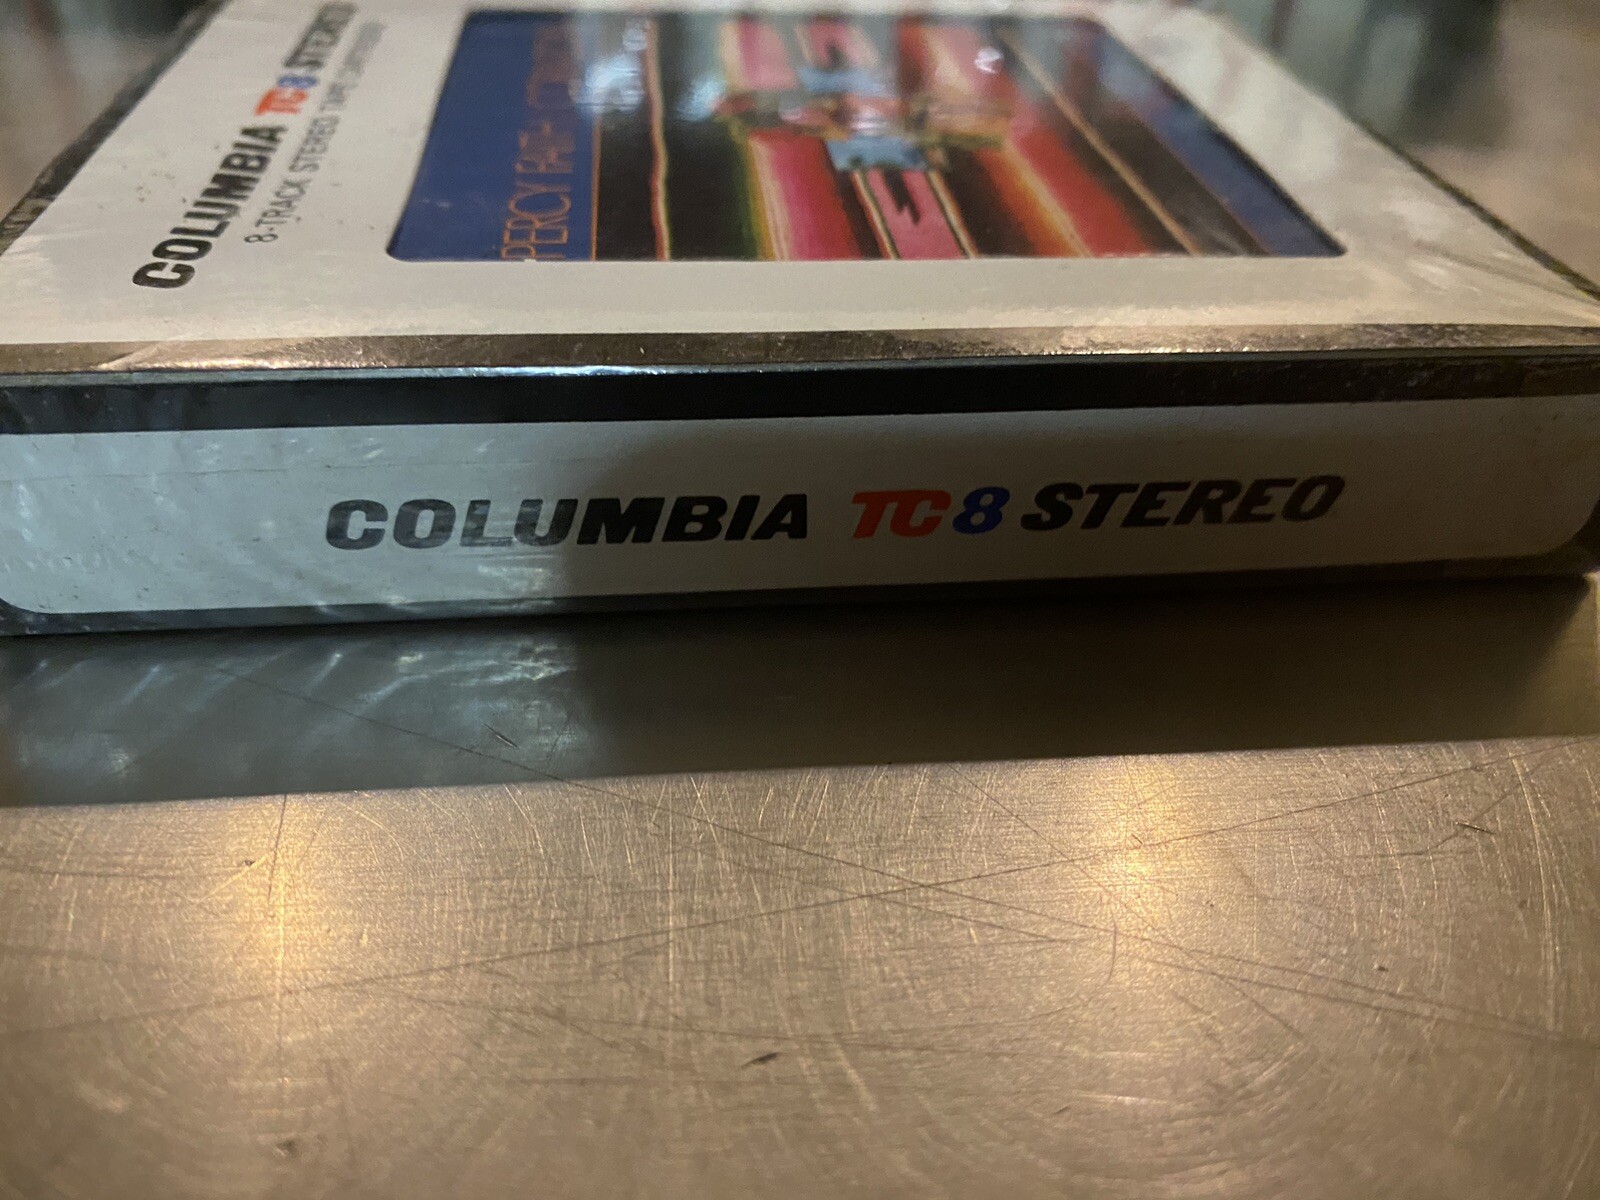 COLUMBIA TC8 STEREO
8-TRACK STEREO TAPE CARTRIDGE
PERCY FAITH
COLUMBIA TC8 STEREO